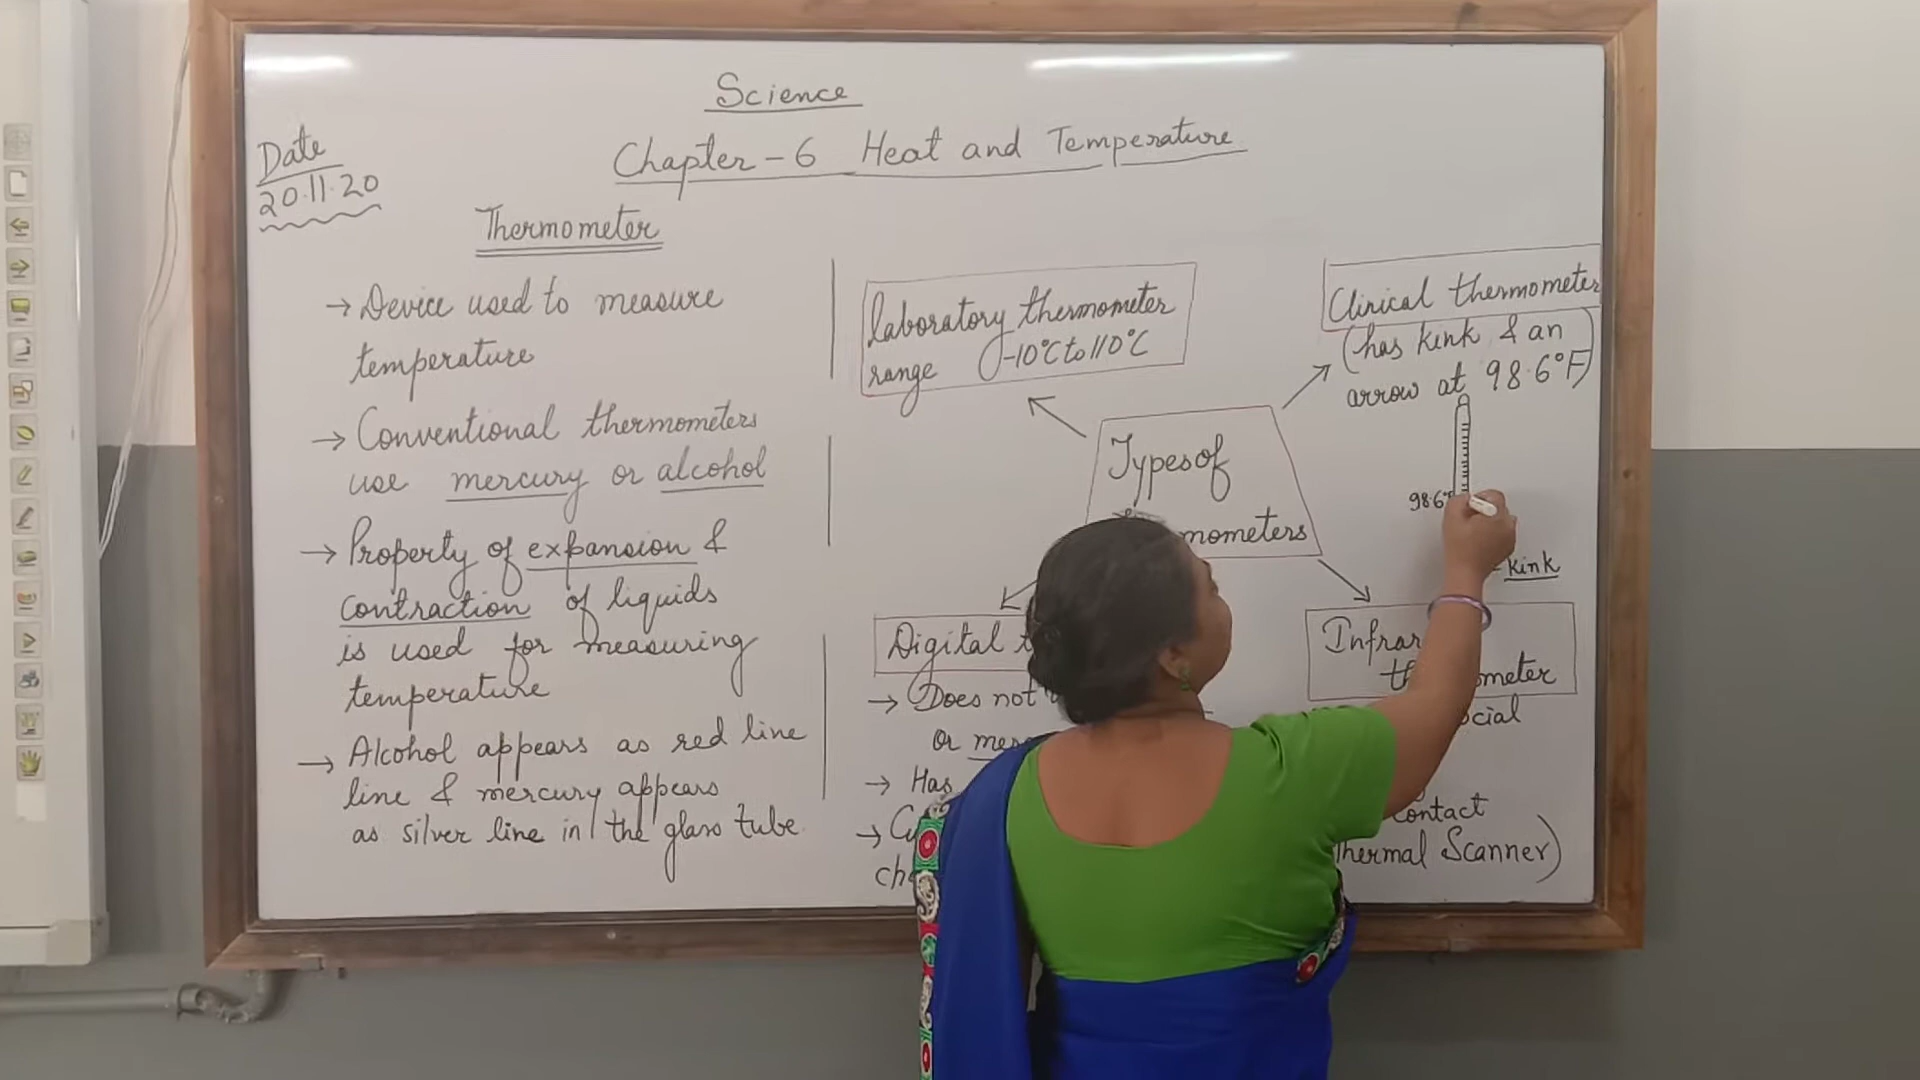 Science
Chapter - 6 Heat and Temperature
Date
20.11.20
Thermometer
→ Device used to measure
temperature
→ Conventional thermometers
use mercury or alcohol
→ Property of expansion &
contraction of liquids
is used for measuring
temperature
→ Alcohol appears as red line
line & mercury appears
as silver line in the glass tube.
Laboratory thermometer
range -10°C to 110°C
Clinical thermometer
(has kink & an
arrow at 98.6°F)
98.6°F
kink
Types of
mometers
Digital
→ Does not
or mer
→ Has
→ Cu
ch
Infrar
th ometer
cial
contact
Thermal Scanner)